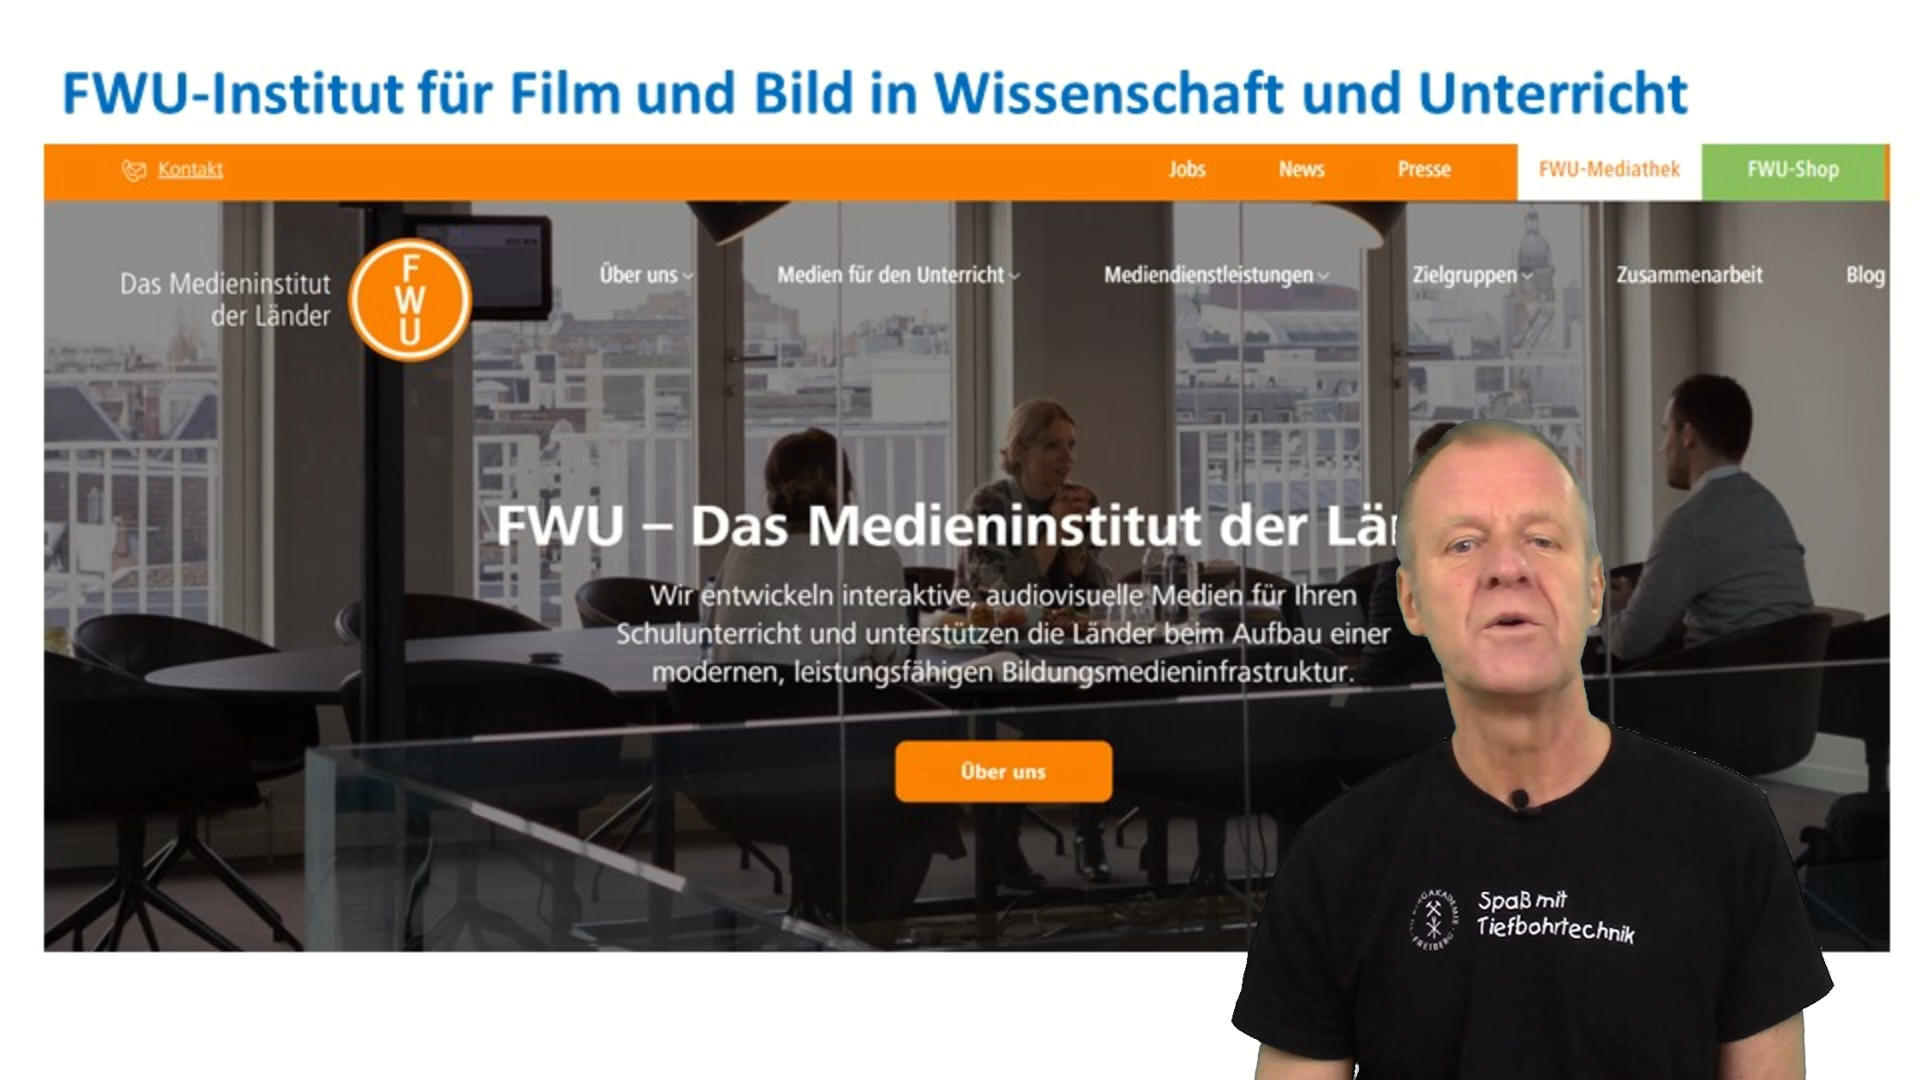 FWU-Institut für Film und Bild in Wissenschaft und Unterricht
Kontakt
Jobs
News
Presse
FWU-Mediathek
FWU-Shop
Das Medieninstitut
der Länder
F
W
U
Über uns
Medien für den Unterricht
Mediendienstleistungen
Zielgruppen
Zusammenarbeit
Blog
FWU – Das Medieninstitut der Län
Wir entwickeln interaktive, audiovisuelle Medien für Ihren
Schulunterricht und unterstützen die Länder beim Aufbau einer
modernen, leistungsfähigen Bildungsmedieninfrastruktur.
Über uns
Spaß mit
Tiefbohrtechnik
FREIBERG